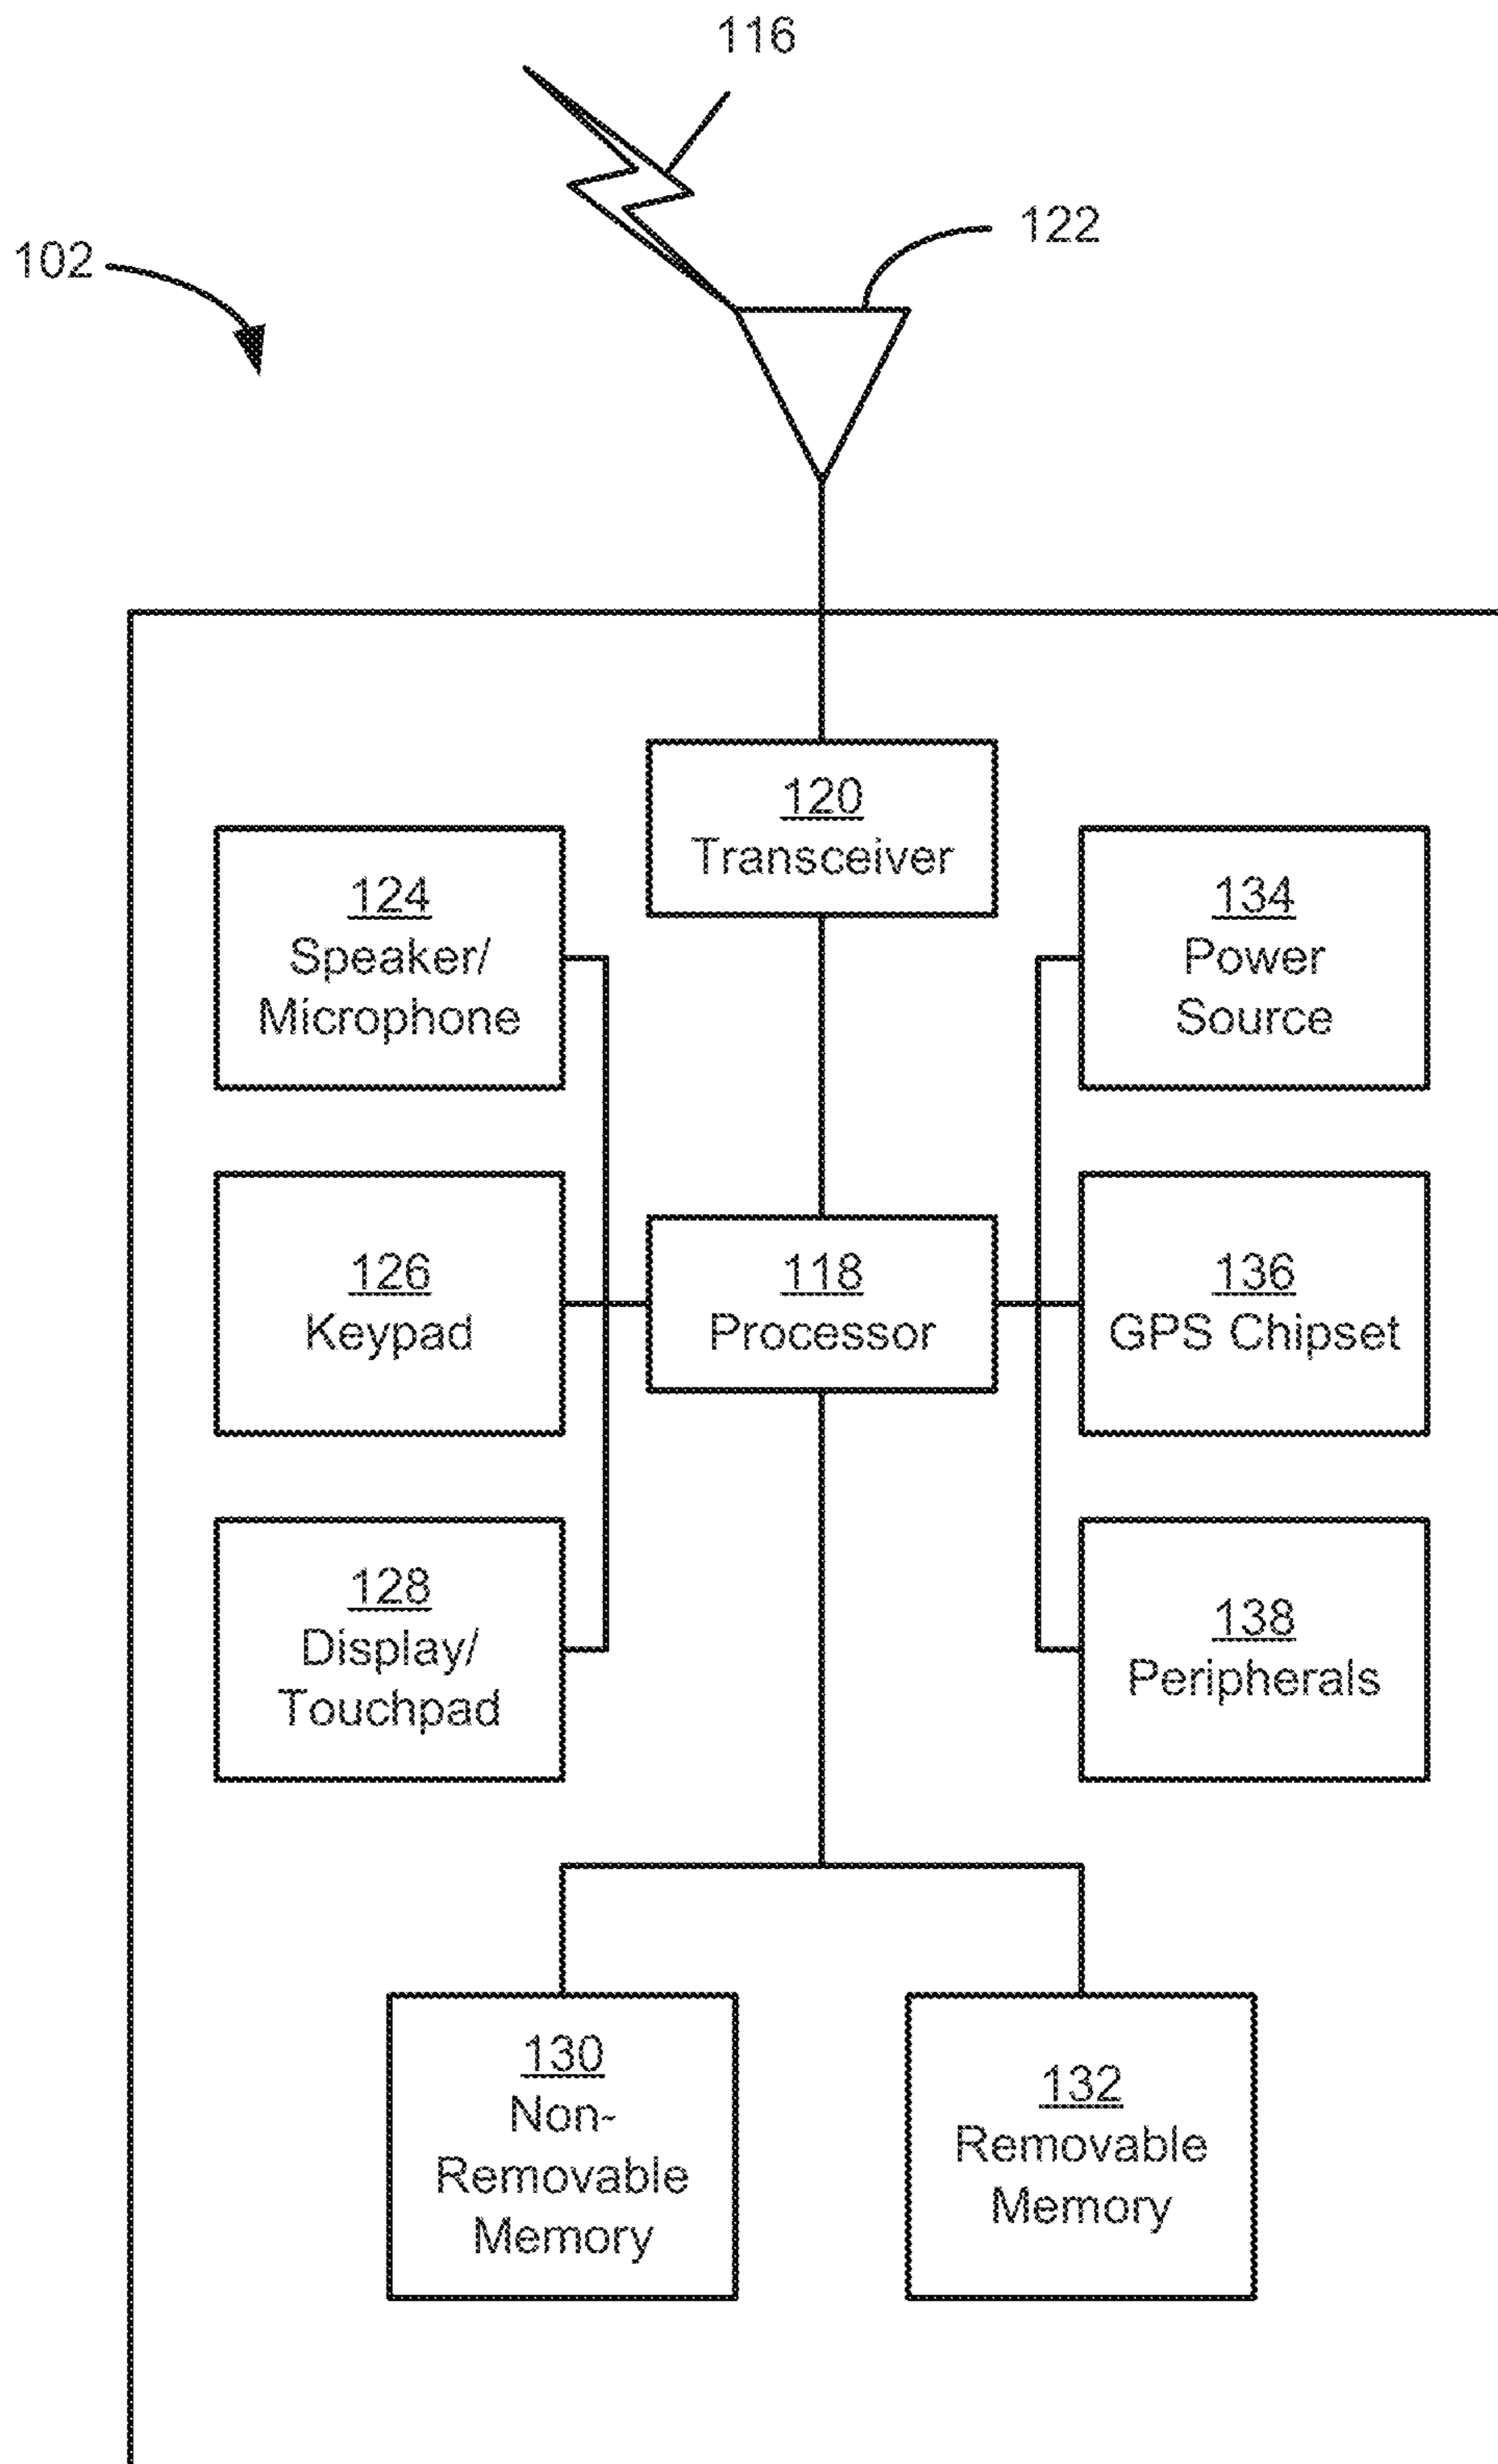 116
122
102
120
Transceiver
124
Speaker/
Microphone
134
Power
Source
126
Keypad
118
Processor
136
GPS Chipset
128
Display/
Touchpad
138
Peripherals
130
Non-
Removable
Memory
132
Removable
Memory